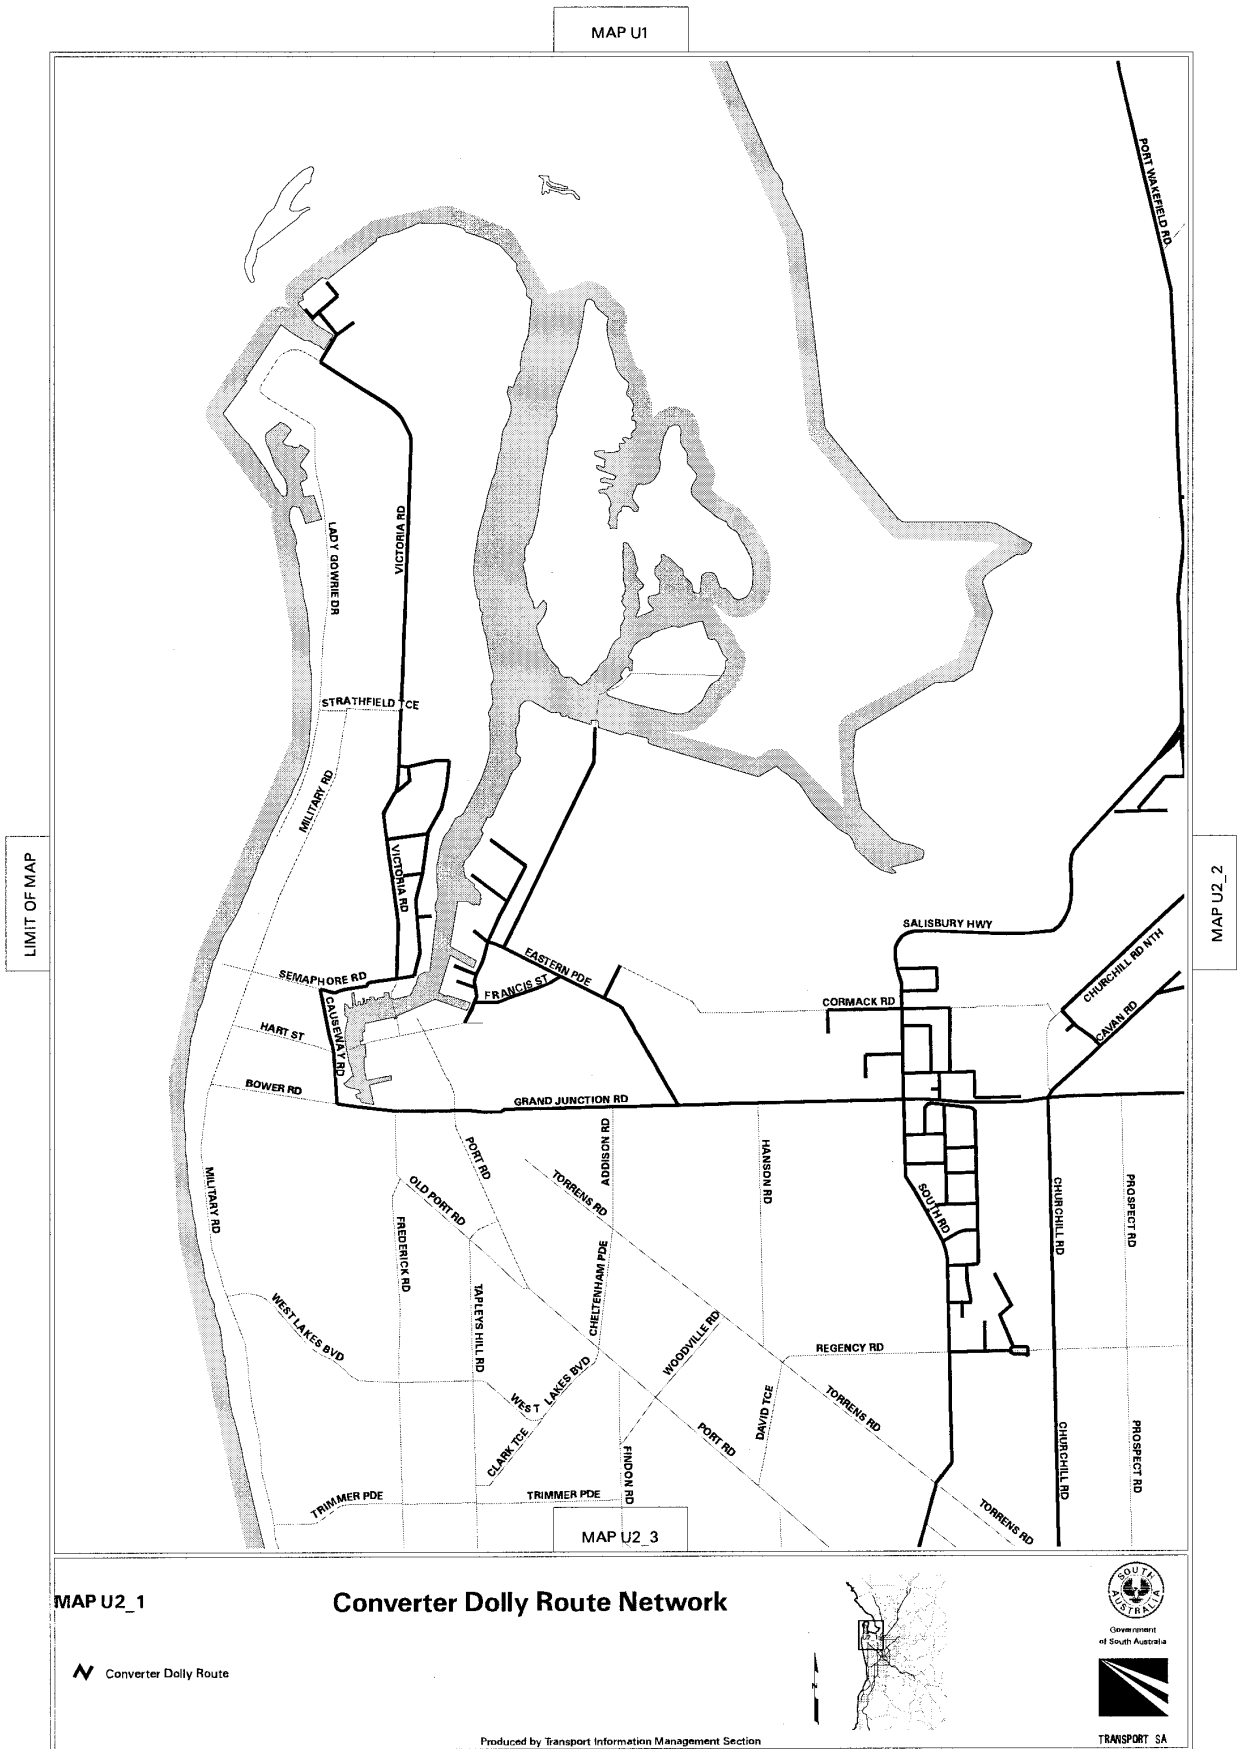 MAP U1
PORT WAKEFIELD RD
LADY GOWRIE DR
VICTORIA RD
STRATHFIELD TCE
MILITARY RD
VICTORIA RD
LIMIT OF MAP
MAP U2_2
SALISBURY HWY
CHURCHILL RD NTH
EASTERN PDE
SEMAPHORE RD
FRANCIS ST
CORMACK RD
CAVAN RD
CAUSEWAY RD
HART ST
BOWER RD
GRAND JUNCTION RD
ADDISON RD
PORT RD
HANSON RD
TORRENS RD
MILITARY RD
OLD PORT RD
SOUTH RD
CHURCHILL RD
PROSPECT RD
FREDERICK RD
CHELTENHAM PDE
TAPLEYS HILL RD
WEST LAKES BVD
WOODVILLE RD
REGENCY RD
WEST LAKES BVD
DAVID TCE
TORRENS RD
PORT RD
CLARK TCE
FINDON RD
CHURCHILL RD
PROSPECT RD
TRIMMER PDE
TRIMMER PDE
TORRENS RD
MAP U2_3
MAP U2_1
Converter Dolly Route Network
SOUTH AUSTRALIA
Government
of South Australia
Converter Dolly Route
N
Produced by Transport Information Management Section
TRANSPORT SA